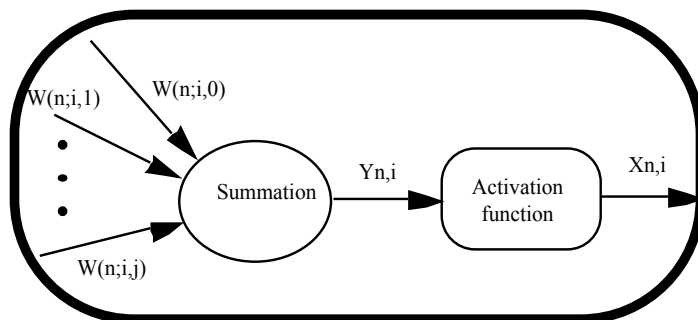 W(n;i,0)
W(n;i,1)
Summation
Yn,i
Activation
function
Xn,i
W(n;i,j)